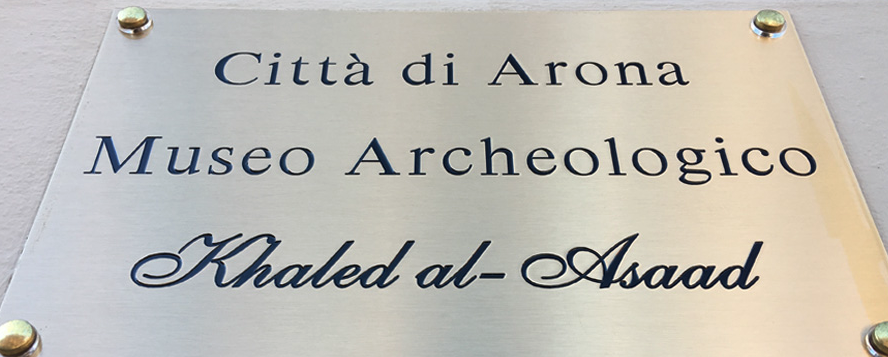 Città di Arona
Museo Archeologico
Khaled al-Asaad